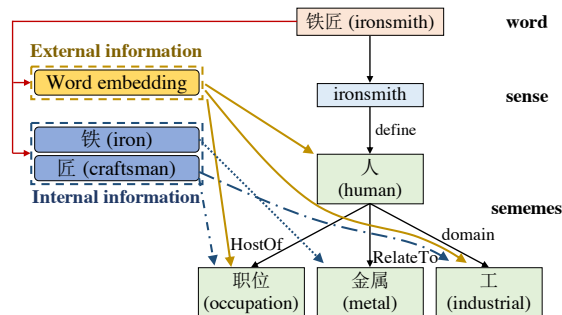 铁匠 (ironsmith)
word
External information
Word embedding
ironsmith
sense
define
铁 (iron)
匠 (craftsman)
Internal information
人
(human)
sememes
HostOf
RelateTo
domain
职位
(occupation)
金属
(metal)
工
(industrial)